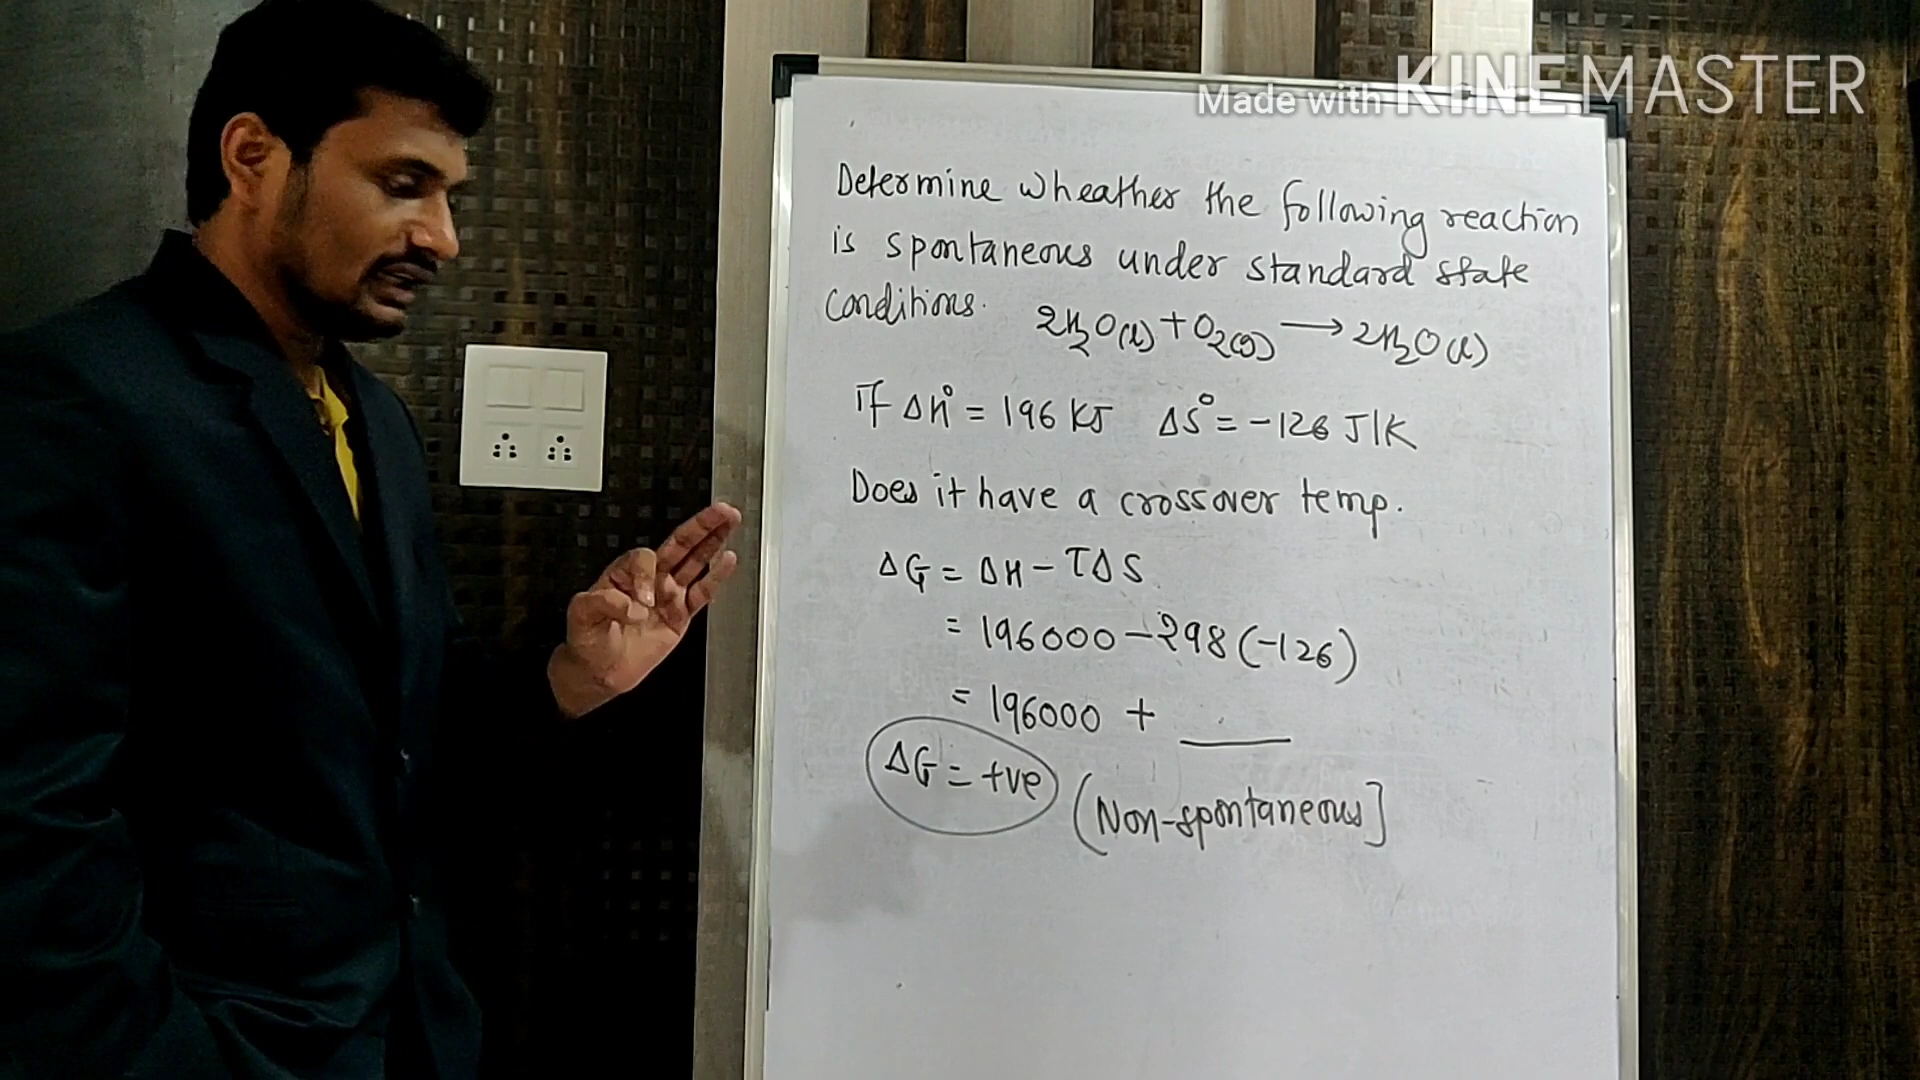 Made with KINEMASTER
Determine wheather the following reaction
is spontaneous under standard state
Conditions. 2H₂O(l) + O₂(g) ⟶ 2H₂O(l)
If ΔH° = 196 KJ ΔS° = -126 J/K
Does it have a crossover temp.
ΔG = ΔH - TΔS
= 196000 - 298 (-126)
= 196000 + ____
ΔG = +ve (Non-spontaneous]